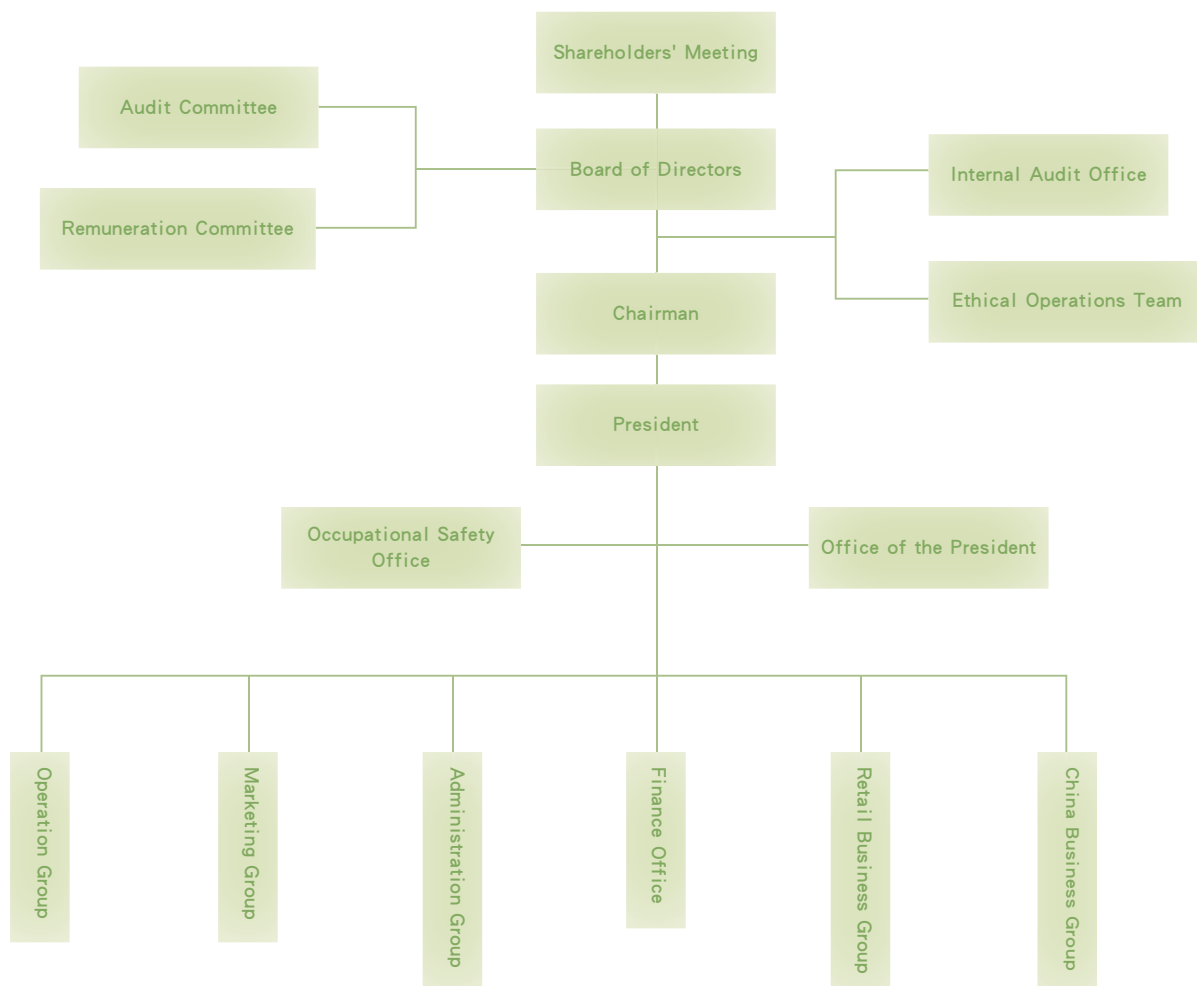 Shareholders' Meeting
Audit Committee
Board of Directors
Internal Audit Office
Remuneration Committee
Ethical Operations Team
Chairman
President
Occupational Safety
Office
Office of the President
Operation Group
Marketing Group
Administration Group
Finance Office
Retail Business Group
China Business Group